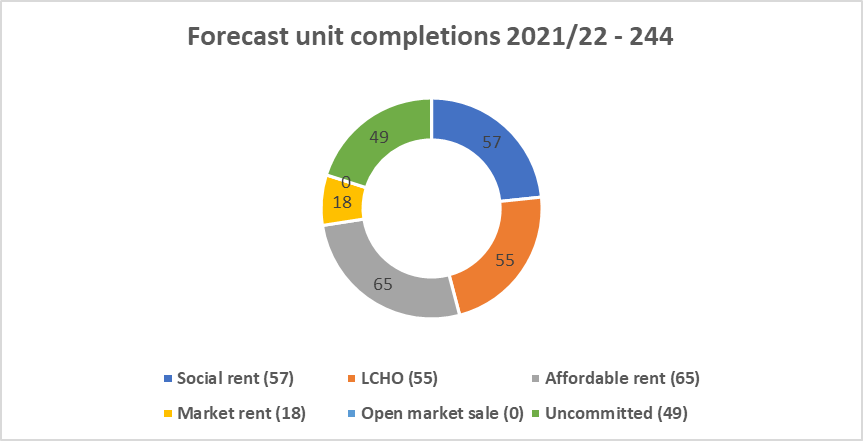 Forecast unit completions 2021/22 - 244
49
57
0
18
55
65
Social rent (57) LCHO (55) Affordable rent (65)
Market rent (18) Open market sale (0) Uncommitted (49)